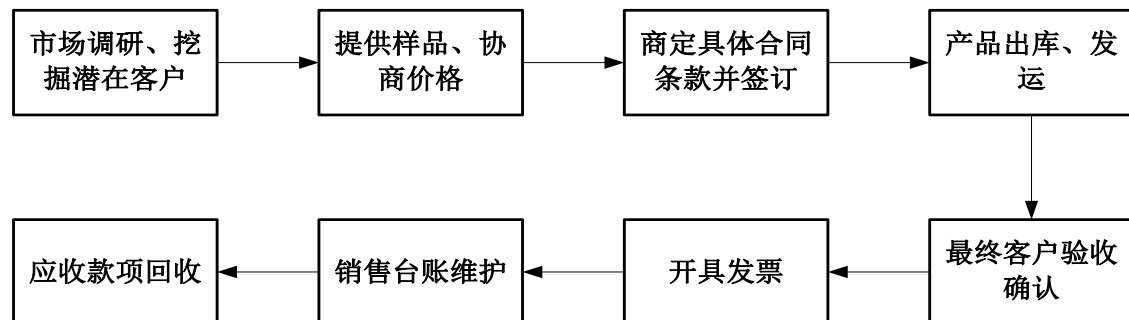 市场调研、挖
掘潜在客户
提供样品、协
商价格
商定具体合同
条款并签订
产品出库、发
运
最终客户验收
确认
开具发票
销售台账维护
应收款项回收